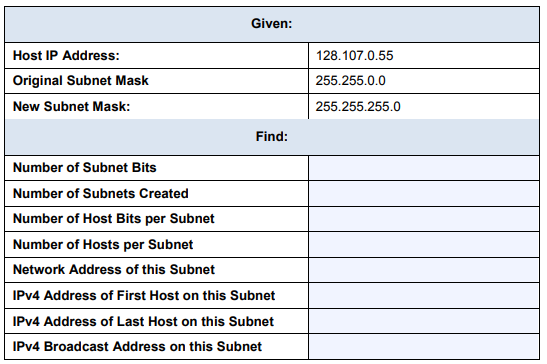 Given:
Host IP Address: 128.107.0.55
Original Subnet Mask 255.255.0.0
New Subnet Mask: 255.255.255.0
Find:
Number of Subnet Bits
Number of Subnets Created
Number of Host Bits per Subnet
Number of Hosts per Subnet
Network Address of this Subnet
IPv4 Address of First Host on this Subnet
IPv4 Address of Last Host on this Subnet
IPv4 Broadcast Address on this Subnet